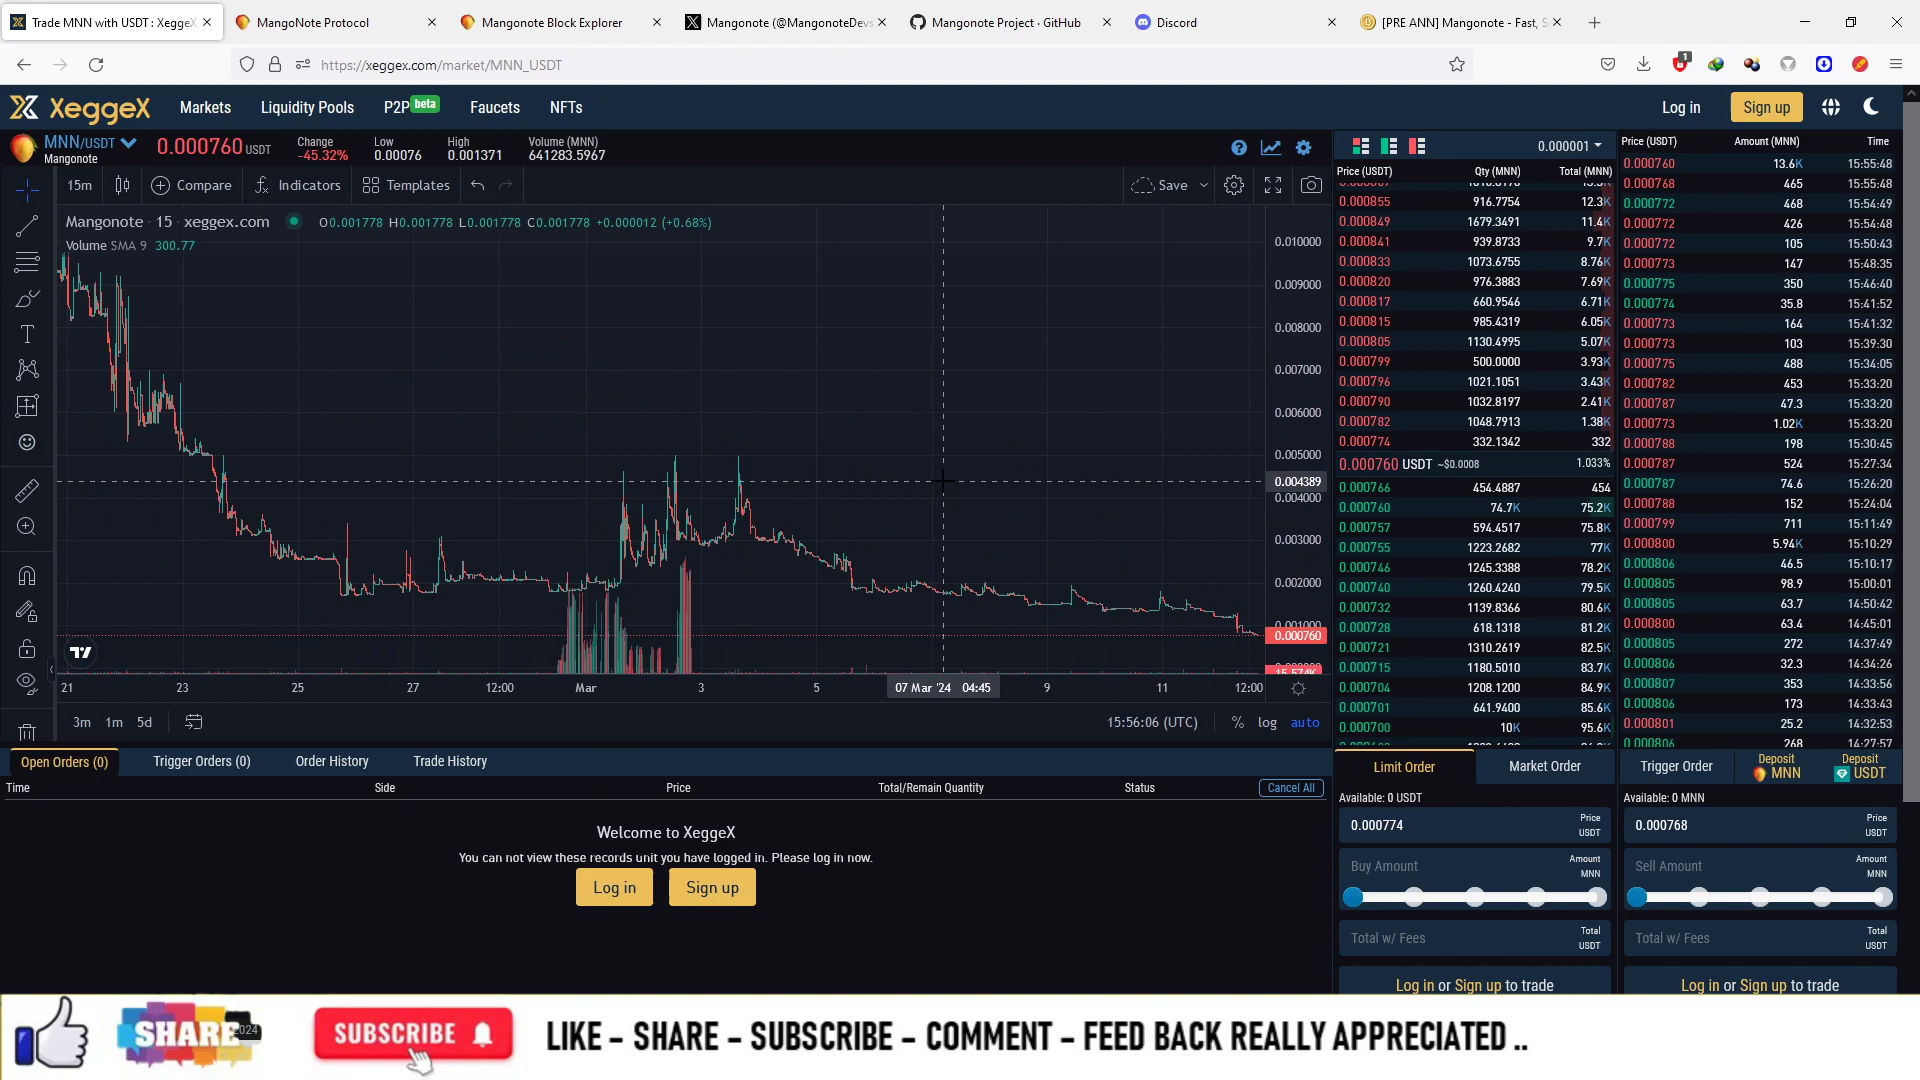 Trade MNN with USDT : XeggeX
MangoNote Protocol
Mangonote Block Explorer
Mangonote (@MangonoteDevs
Mangonote Project · GitHub
Discord
[PRE ANN] Mangonote - Fast, S
https://xeggex.com/market/MNN_USDT
1
XeggeX
Markets
Liquidity Pools
P2P beta
Faucets
NFTs
Log in
Sign up
MNN/USDT
Mangonote
0.000760 USDT
Change
-45.32%
Low
0.00076
High
0.001371
Volume (MNN)
641283.5967
15m
Compare
Indicators
Templates
Save
Mangonote · 15 · xeggex.com
O0.001778 H0.001778 L0.001778 C0.001778 +0.000012 (+0.68%)
Volume SMA 9 300.77
0.010000
0.009000
0.008000
0.007000
0.006000
0.005000
0.004389
0.004000
0.003000
0.002000
0.001000
0.000760
15.574K
21 23 25 27 12:00 Mar 3 5 07 Mar '24 04:45 9 11 12:00
3m 1m 5d
15:56:06 (UTC) % log auto
0.000001
Price (USDT) Qty (MNN) Total (MNN)
0.000855 916.7754 12.3K
0.000849 1679.3491 11.4K
0.000841 939.8733 9.7K
0.000833 1073.6755 8.76K
0.000820 976.3883 7.69K
0.000817 660.9546 6.71K
0.000815 985.4319 6.05K
0.000805 1130.4995 5.07K
0.000799 500.0000 3.93K
0.000796 1021.1051 3.43K
0.000790 1032.8197 2.41K
0.000782 1048.7913 1.38K
0.000774 332.1342 332
0.000760 USDT ~$0.0008 1.033%
0.000766 454.4887 454
0.000760 74.7K 75.2K
0.000757 594.4517 75.8K
0.000755 1223.2682 77K
0.000746 1245.3388 78.2K
0.000740 1260.4240 79.5K
0.000732 1139.8366 80.6K
0.000728 618.1318 81.2K
0.000721 1310.2619 82.5K
0.000715 1180.5010 83.7K
0.000704 1208.1200 84.9K
0.000701 641.9400 85.6K
0.000700 10K 95.6K
Price (USDT) Amount (MNN) Time
0.000760 13.6K 15:55:48
0.000768 465 15:55:48
0.000772 468 15:54:49
0.000772 426 15:54:48
0.000772 105 15:50:43
0.000773 147 15:48:35
0.000775 350 15:46:40
0.000774 35.8 15:41:52
0.000773 164 15:41:32
0.000773 103 15:39:30
0.000775 488 15:34:05
0.000782 453 15:33:20
0.000787 47.3 15:33:20
0.000773 1.02K 15:33:20
0.000788 198 15:30:45
0.000787 524 15:27:34
0.000787 74.6 15:26:20
0.000788 152 15:24:04
0.000799 711 15:11:49
0.000800 5.94K 15:10:29
0.000806 46.5 15:10:17
0.000805 98.9 15:00:01
0.000805 63.7 14:50:42
0.000800 63.4 14:45:01
0.000805 272 14:37:49
0.000806 32.3 14:34:26
0.000807 353 14:33:56
0.000806 173 14:33:43
0.000801 25.2 14:32:53
0.000806 268 14:27:57
Open Orders (0)
Trigger Orders (0)
Order History
Trade History
Time Side Price Total/Remain Quantity Status Cancel All
Welcome to XeggeX
You can not view these records unit you have logged in. Please log in now.
Log in
Sign up
Limit Order
Market Order
Trigger Order
Deposit
MNN
Deposit
USDT
Available: 0 USDT
0.000774 Price
USDT
Buy Amount Amount
MNN
Total w/ Fees Total
USDT
Log in or Sign up to trade
Available: 0 MNN
0.000768 Price
USDT
Sell Amount Amount
MNN
Total w/ Fees Total
USDT
Log in or Sign up to trade
SHARE
2024
SUBSCRIBE
LIKE - SHARE - SUBSCRIBE - COMMENT - FEED BACK REALLY APPRECIATED ..